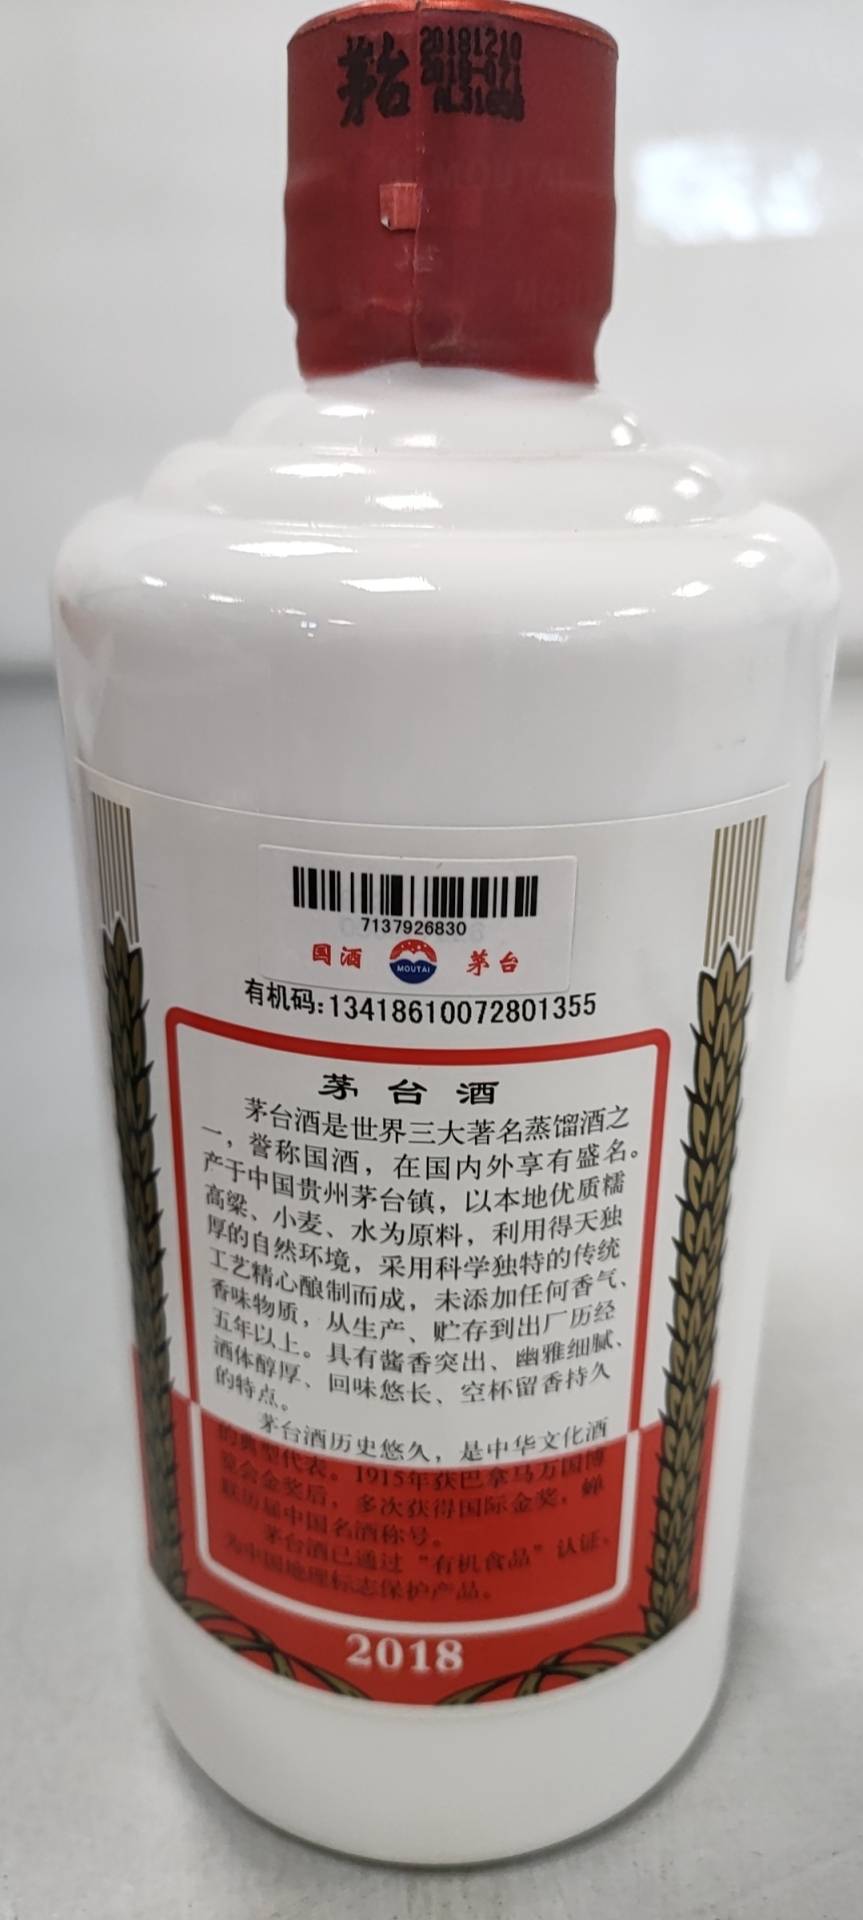 茅台
20181210
2018-071
7137926830
国酒 MOUTAI 茅台
有机码:13418610072801355
茅台酒
茅台酒是世界三大著名蒸馏酒之
一，誉称国酒，在国内外享有盛名。
产于中国贵州茅台镇，以本地优质糯
高粱、小麦、水为原料，利用得天独
厚的自然环境，采用科学独特的传统
工艺精心酿制而成，未添加任何香气、
香味物质，从生产、贮存到出厂历经
五年以上。具有酱香突出、幽雅细腻、
酒体醇厚、回味悠长、空杯留香持久
的特点。
茅台酒历史悠久，是中华文化酒
的典型代表。1915年获巴拿马万国博
览会金奖后，多次获得国际金奖，蝉
联历届中国名酒称号。
茅台酒已通过“有机食品”认证，
为中国地理标志保护产品。
2018